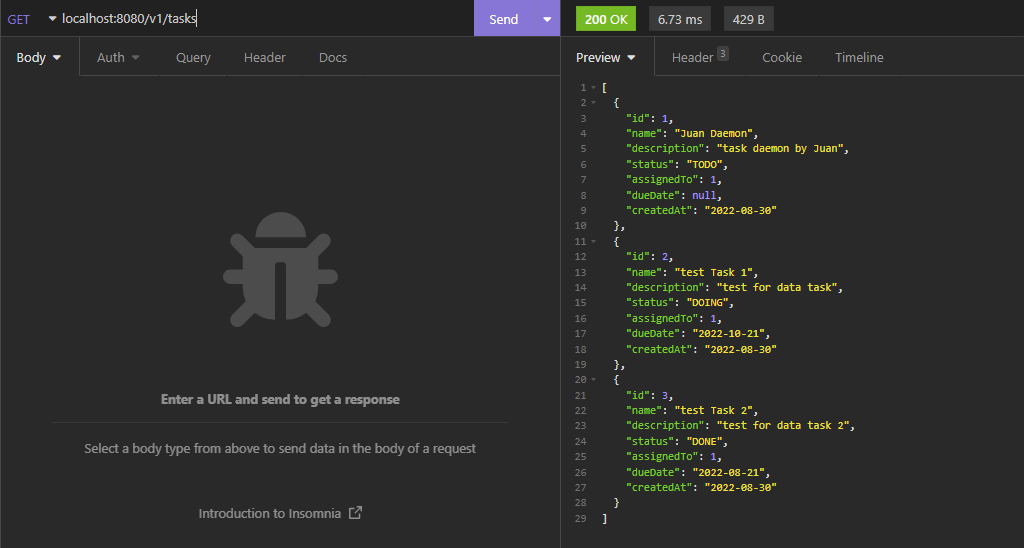 GET localhost:8080/v1/tasks Send 200 OK 6.73 ms 429 B
Body Auth Query Header Docs
Preview Header 3 Cookie Timeline
Enter a URL and send to get a response
Select a body type from above to send data in the body of a request
Introduction to Insomnia
1 [
2 {
3 "id": 1,
4 "name": "Juan Daemon",
5 "description": "task daemon by Juan",
6 "status": "TODO",
7 "assignedTo": 1,
8 "dueDate": null,
9 "createdAt": "2022-08-30"
10 },
11 {
12 "id": 2,
13 "name": "test Task 1",
14 "description": "test for data task",
15 "status": "DOING",
16 "assignedTo": 1,
17 "dueDate": "2022-10-21",
18 "createdAt": "2022-08-30"
19 },
20 {
21 "id": 3,
22 "name": "test Task 2",
23 "description": "test for data task 2",
24 "status": "DONE",
25 "assignedTo": 1,
26 "dueDate": "2022-08-21",
27 "createdAt": "2022-08-30"
28 }
29 ]